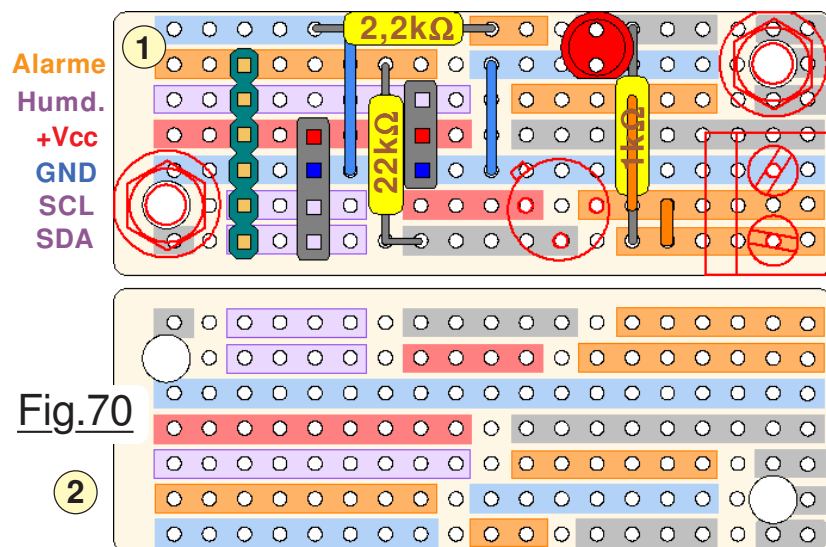 1
2,2kΩ
Alarme
Humd.
+Vcc
GND
SCL
SDA
22kΩ
1kΩ
Fig.70
2